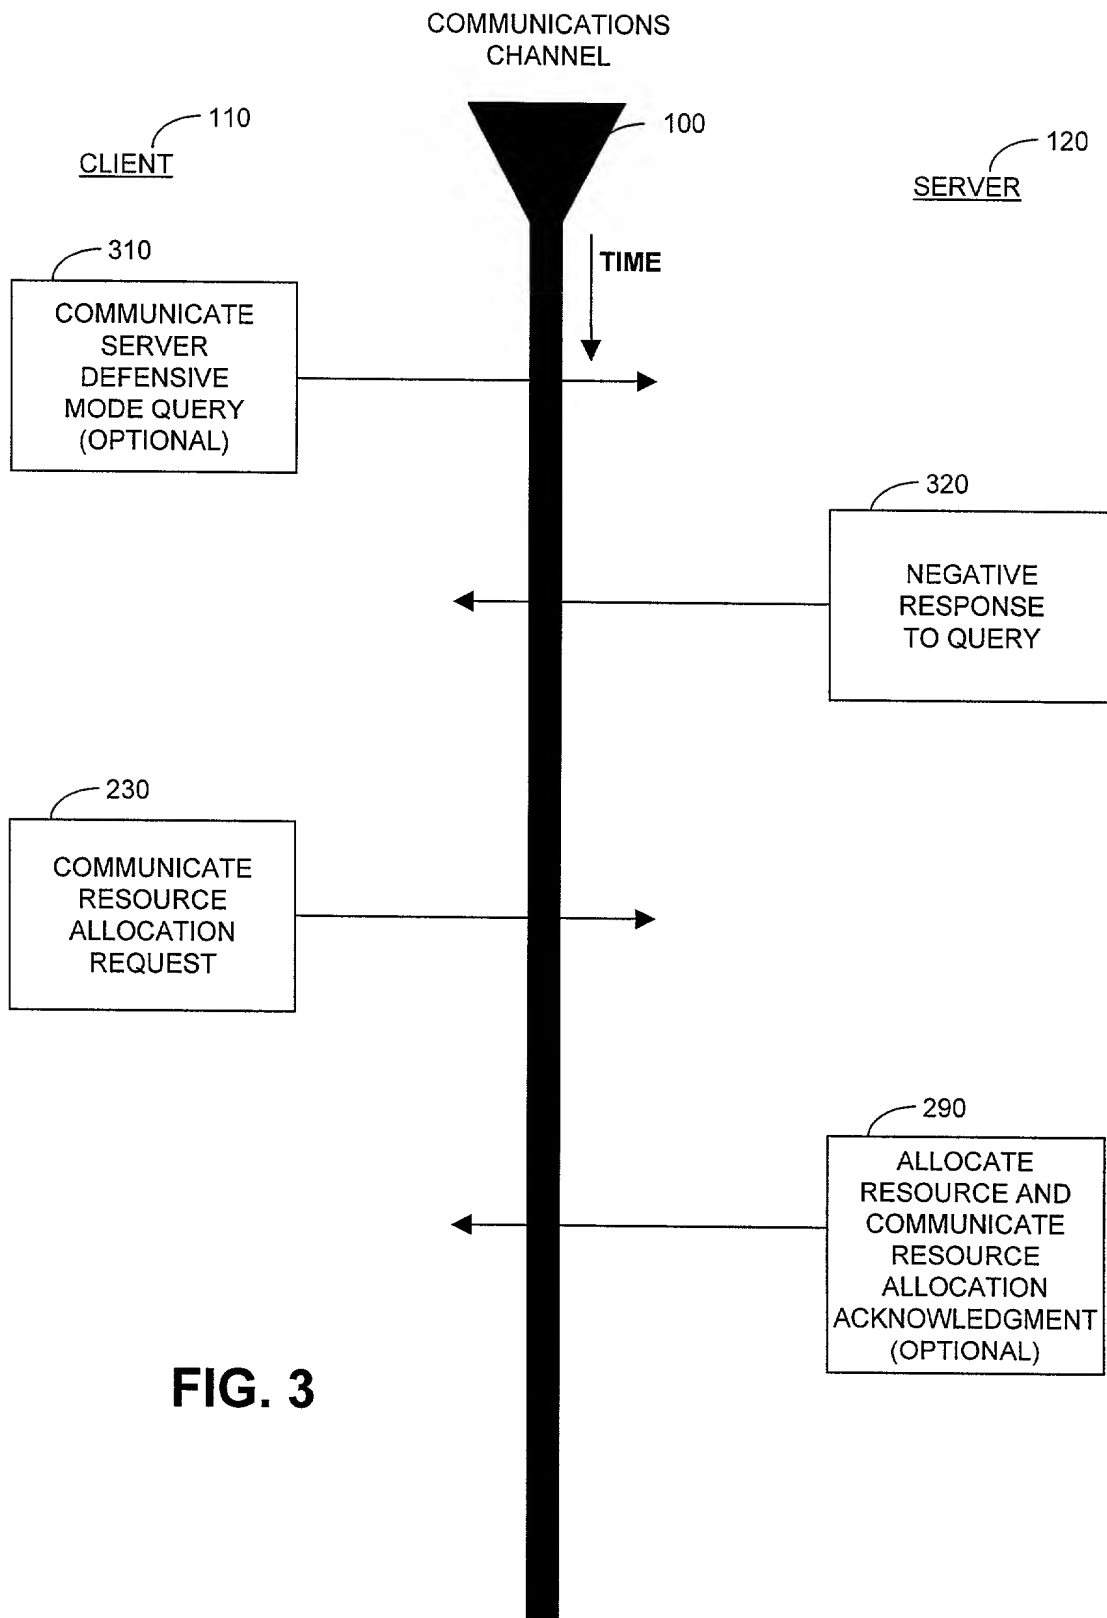 COMMUNICATIONS
CHANNEL
110
100
120
CLIENT
SERVER
310
TIME
COMMUNICATE
SERVER
DEFENSIVE
MODE QUERY
(OPTIONAL)
320
NEGATIVE
RESPONSE
TO QUERY
230
COMMUNICATE
RESOURCE
ALLOCATION
REQUEST
290
ALLOCATE
RESOURCE AND
COMMUNICATE
RESOURCE
ALLOCATION
ACKNOWLEDGMENT
(OPTIONAL)
FIG. 3